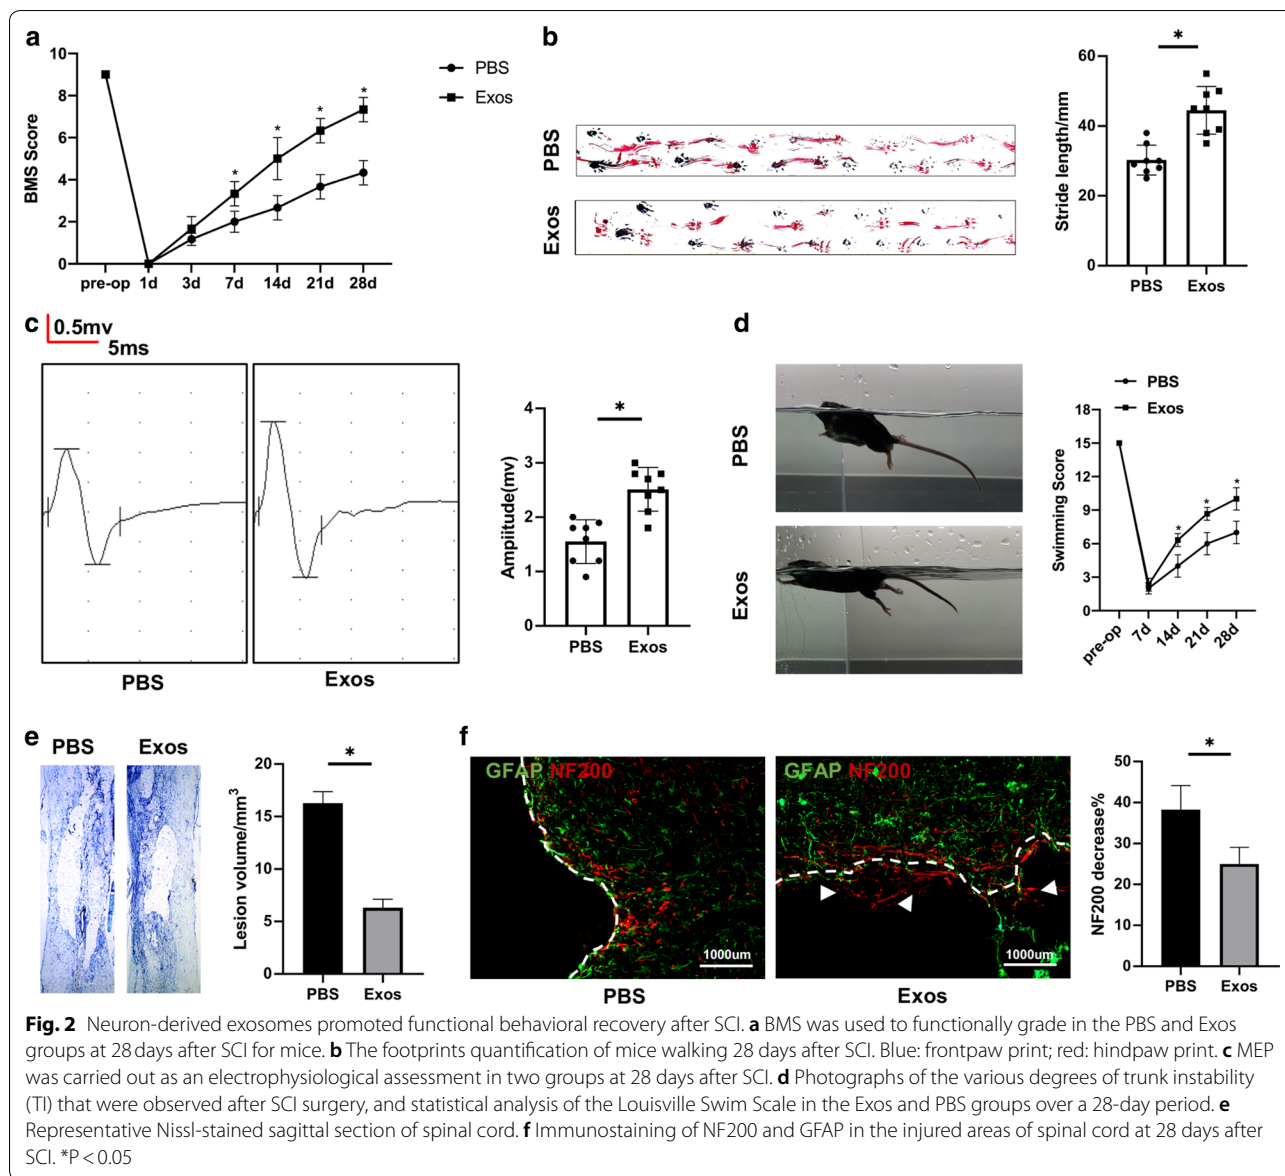 a
BMS Score
10
8
6
4
2
0
pre-op 1d 3d 7d 14d 21d 28d
* * * *
PBS
Exos
b
PBS
Exos
Stride length/mm
60
40
20
0
*
PBS Exos
c
0.5mv
5ms
PBS
Exos
Ampiitude(mv)
4
3
2
1
0
*
PBS Exos
d
PBS
Exos
PBS
Exos
Swimming Score
18
15
12
9
6
3
0
* * *
pre-op 7d 14d 21d 28d
e
PBS Exos
Lesion volume/mm3
20
15
10
5
0
*
PBS Exos
f
GFAP NF200
1000um
PBS
GFAP NF200
1000um
Exos
NF200 decrease%
50
40
30
20
10
0
*
PBS Exos
Fig. 2 Neuron-derived exosomes promoted functional behavioral recovery after SCI. a BMS was used to functionally grade in the PBS and Exos
groups at 28 days after SCI for mice. b The footprints quantification of mice walking 28 days after SCI. Blue: frontpaw print; red: hindpaw print. c MEP
was carried out as an electrophysiological assessment in two groups at 28 days after SCI. d Photographs of the various degrees of trunk instability
(TI) that were observed after SCI surgery, and statistical analysis of the Louisville Swim Scale in the Exos and PBS groups over a 28-day period. e
Representative Nissl-stained sagittal section of spinal cord. f Immunostaining of NF200 and GFAP in the injured areas of spinal cord at 28 days after
SCI. *P < 0.05